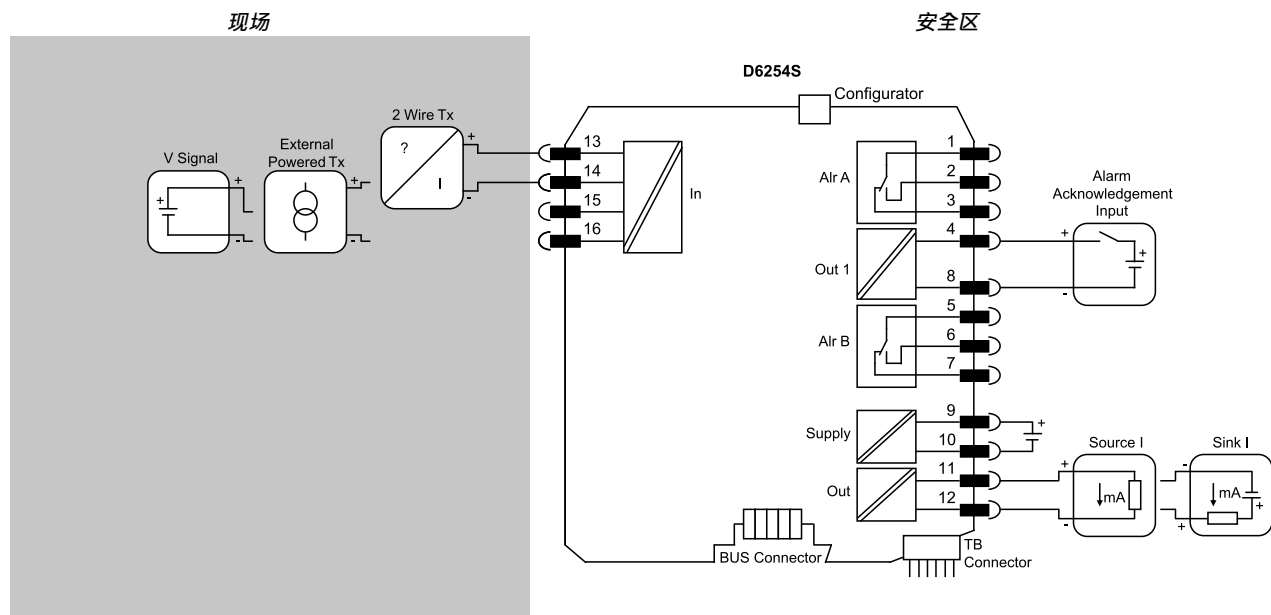 现场
安全区
D6254S
Configurator
2 Wire Tx
External
Powered Tx
V Signal
+
-
+
-
+
-
+
?
I
13
14
15
16
In
Alr A
1
2
3
Out 1
4
8
Alr B
5
6
7
Supply
9
10
Out
11
12
Alarm
Acknowledgement
Input
+
-
+
+
Source I
+
-
mA
Sink I
-
+
mA
+
BUS Connector
TB
Connector